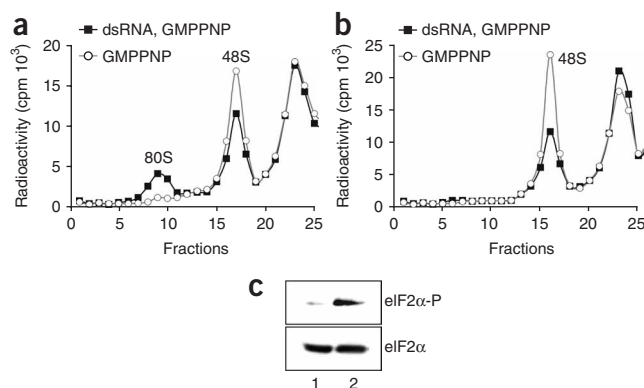 a
dsRNA, GMPPNP
GMPPNP
Radioactivity (cpm 10³)
20
15
10
5
0
80S
48S
0 5 10 15 20 25
Fractions
b
dsRNA, GMPPNP
GMPPNP
Radioactivity (cpm 10³)
25
20
15
10
5
0
48S
0 5 10 15 20 25
Fractions
c
eIF2α-P
eIF2α
1 2